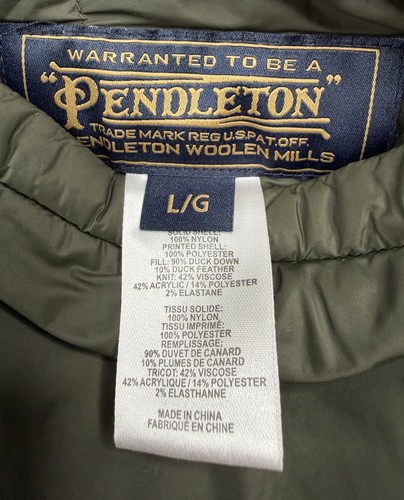 WARRANTED TO BE A
"PENDLETON"
TRADE MARK REG U.S.PAT.OFF.
PENDLETON WOOLEN MILLS
L/G
SOLID SHELL:
100% NYLON
PRINTED SHELL:
100% POLYESTER
FILL: 90% DUCK DOWN
10% DUCK FEATHER
KNIT: 42% VISCOSE
42% ACRYLIC / 14% POLYESTER
2% ELASTANE
TISSU SOLIDE:
100% NYLON
TISSU IMPRIMÉ:
100% POLYESTER
REMPLISSAGE:
90% DUVET DE CANARD
10% PLUMES DE CANARD
TRICOT: 42% VISCOSE
42% ACRYLIQUE / 14% POLYESTER
2% ELASTHANNE
MADE IN CHINA
FABRIQUÉ EN CHINE